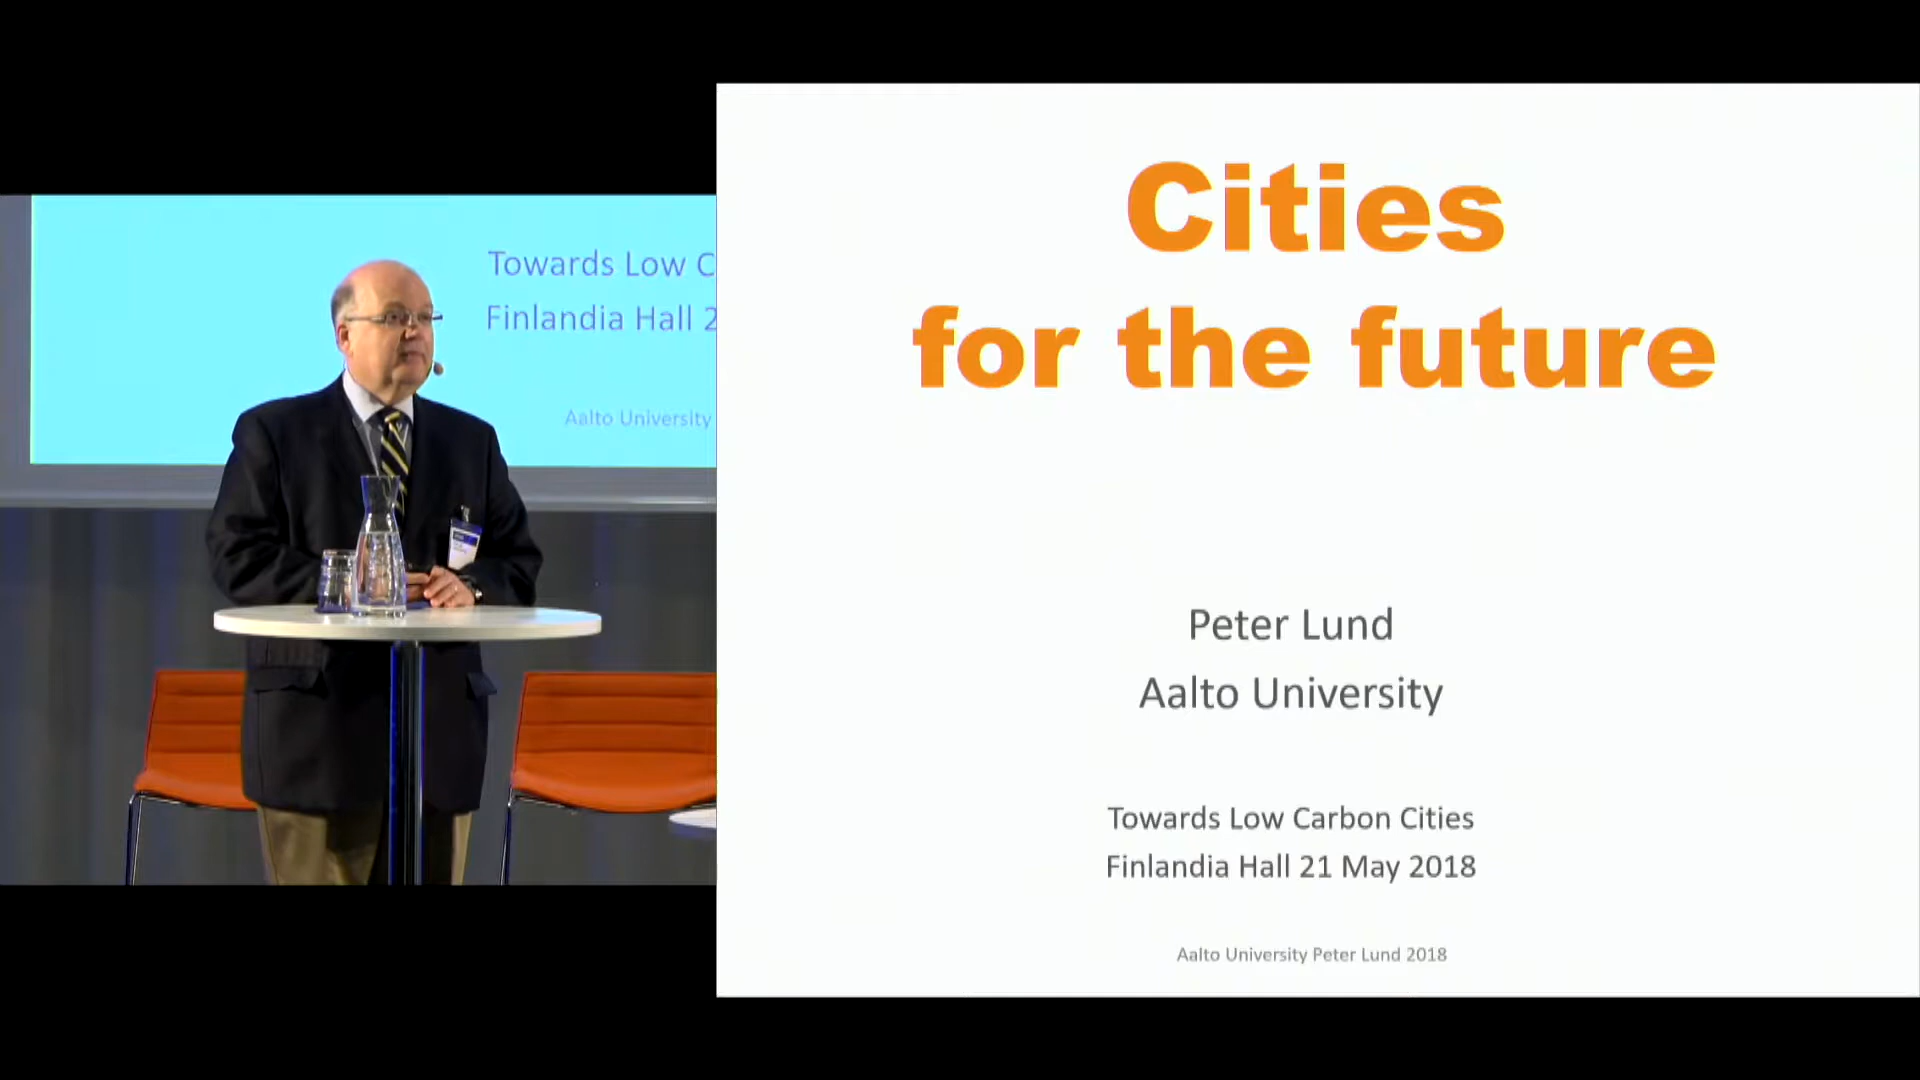 Towards Low C
Finlandia Hall 2
Aalto University
Cities
for the future
Peter Lund
Aalto University
Towards Low Carbon Cities
Finlandia Hall 21 May 2018
Aalto University Peter Lund 2018